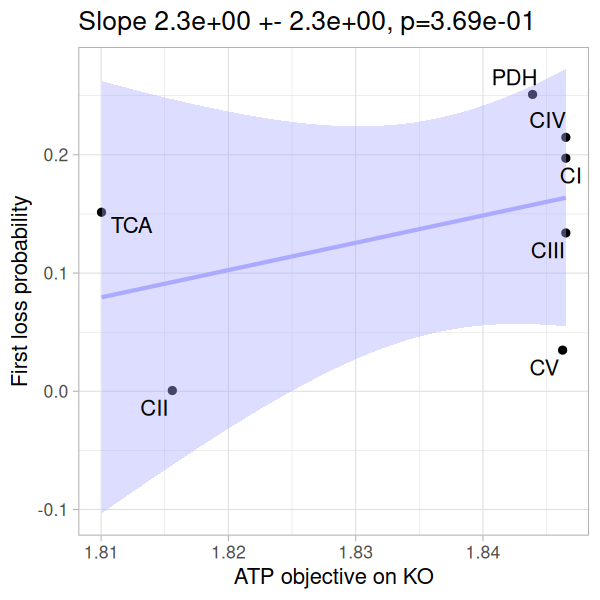 Slope 2.3e+00 +- 2.3e+00, p=3.69e-01
PDH
CIV
CI
TCA
CIII
CV
CII
0.2
0.1
0.0
-0.1
First loss probability
1.81
1.82
1.83
1.84
ATP objective on KO